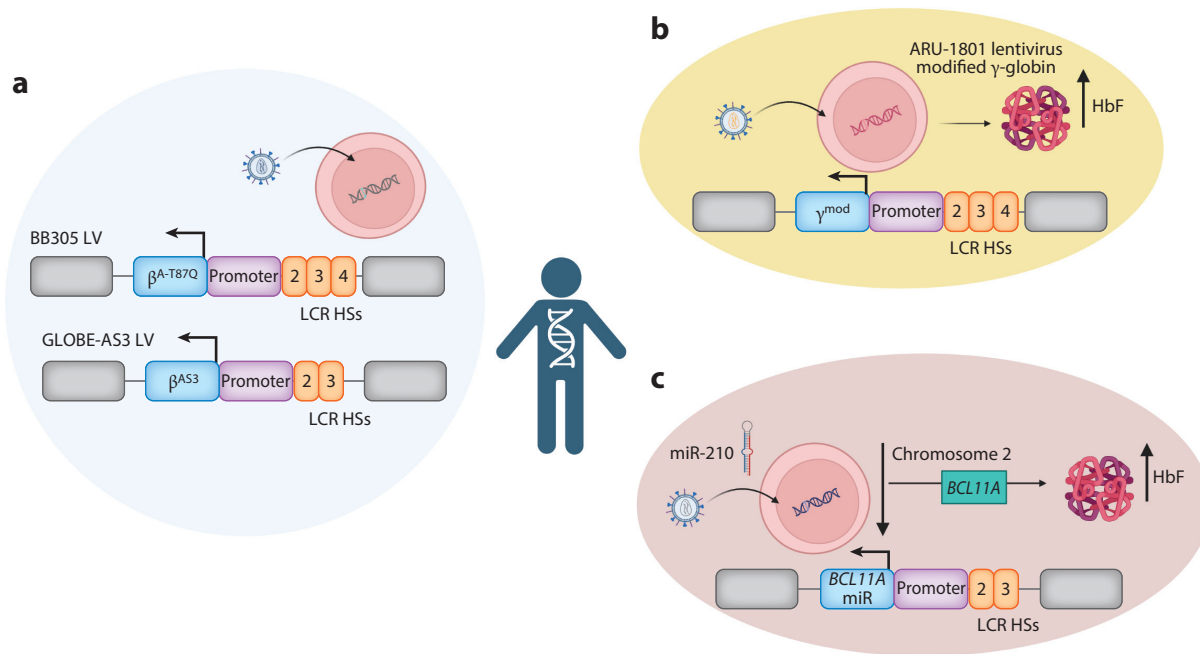 a
BB305 LV
β^A-T87Q
Promoter
2 3 4
LCR HSs
GLOBE-AS3 LV
β^AS3
Promoter
2 3
LCR HSs
b
ARU-1801 lentivirus
modified γ-globin
HbF
γ^mod
Promoter
2 3 4
LCR HSs
c
miR-210
Chromosome 2
BCL11A
HbF
BCL11A
miR
Promoter
2 3
LCR HSs